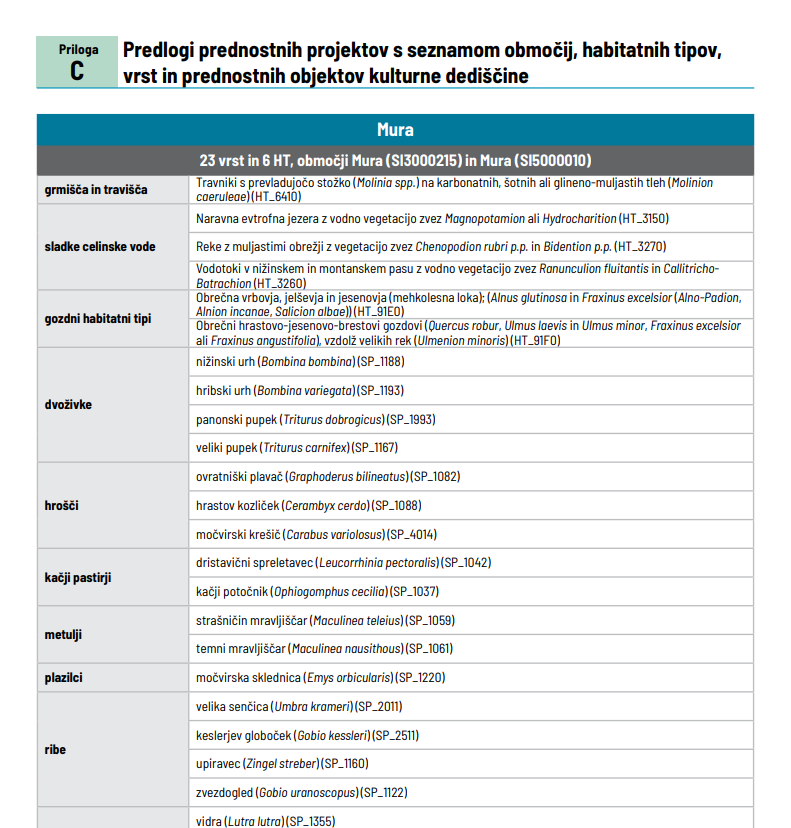 Priloga
C
Predlogi prednostnih projektov s seznamom območij, habitatnih tipov,
vrst in prednostnih objektov kulturne dediščine
Mura
23 vrst in 6 HT, območji Mura (SI3000215) in Mura (SI5000010)
grmišča in travišča
Travniki s prevladujočo stožko (Molinia spp.) na karbonatnih, šotnih ali glineno-muljastih tleh (Molinion
caeruleae) (HT_6410)
sladke celinske vode
Naravna evtrofna jezera z vodno vegetacijo zvez Magnopotamion ali Hydrocharition (HT_3150)
Reke z muljastimi obrežji z vegetacijo zvez Chenopodion rubri p.p. in Bidention p.p. (HT_3270)
Vodotoki v nižinskem in montanskem pasu z vodno vegetacijo zvez Ranunculion fluitantis in Callitricho-
Batrachion (HT_3260)
gozdni habitatni tipi
Obrečna vrbovja, jelševja in jesenovja (mehkolesna loka); (Alnus glutinosa in Fraxinus excelsior (Alno-Padion,
Alnion incanae, Salicion albae)) (HT_91E0)
Obrečni hrastovo-jesenovo-brestovi gozdovi (Quercus robur, Ulmus laevis in Ulmus minor, Fraxinus excelsior
ali Fraxinus angustifolia), vzdolž velikih rek (Ulmenion minoris) (HT_91F0)
dvoživke
nižinski urh (Bombina bombina) (SP_1188)
hribski urh (Bombina variegata) (SP_1193)
panonski pupek (Triturus dobrogicus) (SP_1993)
veliki pupek (Triturus carnifex) (SP_1167)
hrošči
ovratniški plavač (Graphoderus bilineatus) (SP_1082)
hrastov kozliček (Cerambyx cerdo) (SP_1088)
močvirski krešič (Carabus variolosus) (SP_4014)
kačji pastirji
dristavični spreletavec (Leucorrhinia pectoralis) (SP_1042)
kačji potočnik (Ophiogomphus cecilia) (SP_1037)
metulji
strašničin mravljiščar (Maculinea teleius) (SP_1059)
temni mravljiščar (Maculinea nausithous) (SP_1061)
plazilci
močvirska sklednica (Emys orbicularis) (SP_1220)
ribe
velika senčica (Umbra krameri) (SP_2011)
keslerjev globoček (Gobio kessleri) (SP_2511)
upiravec (Zingel streber) (SP_1160)
zvezdogled (Gobio uranoscopus) (SP_1122)
vidra (Lutra lutra) (SP_1355)